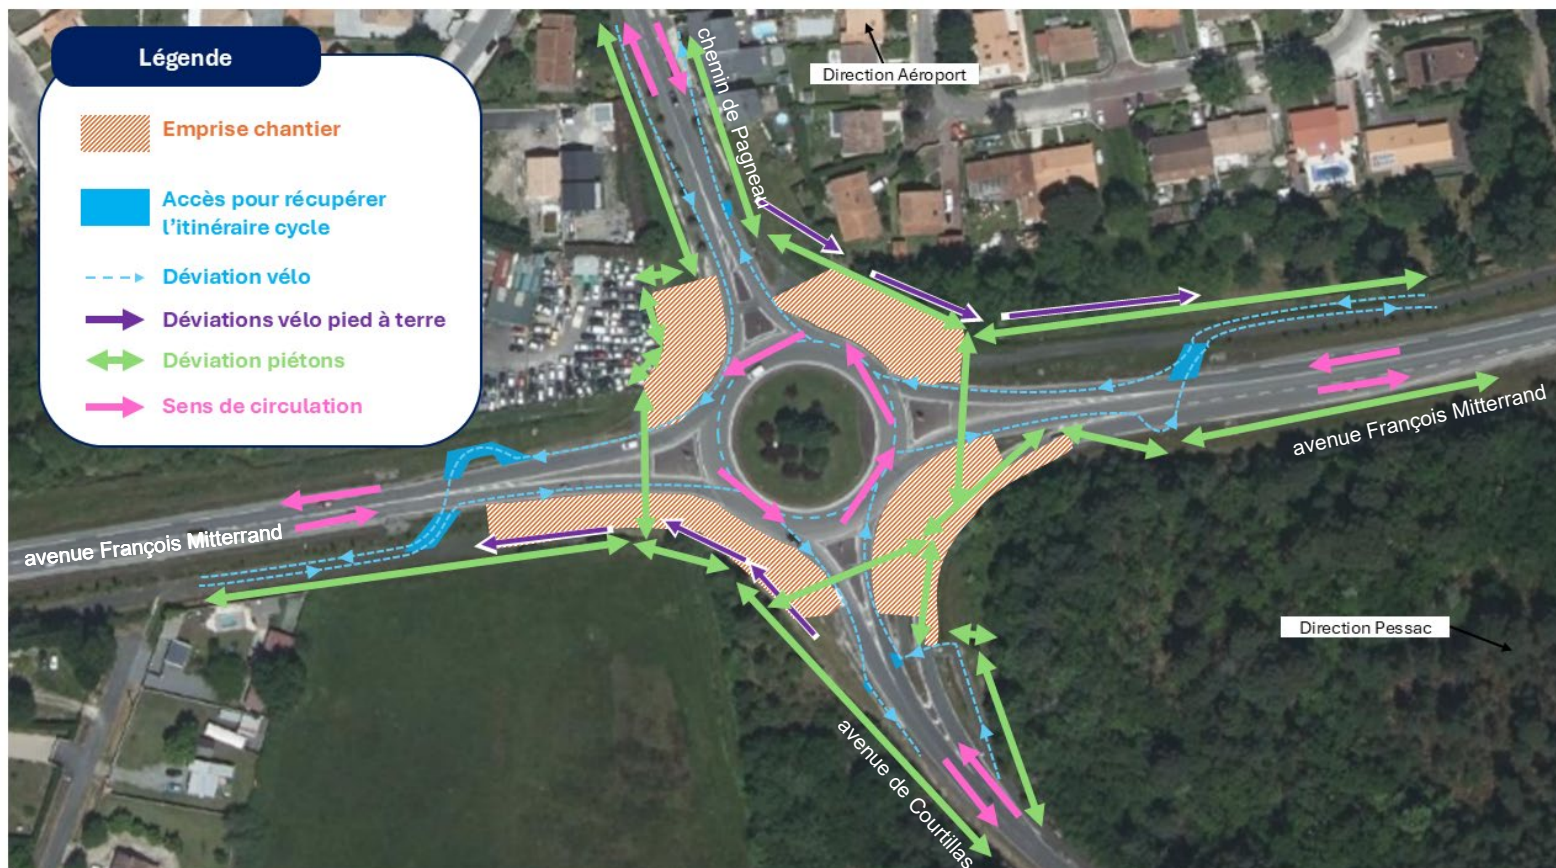 Légende
Emprise chantier
Accès pour récupérer
l’itinéraire cycle
Déviation vélo
Déviations vélo pied à terre
Déviation piétons
Sens de circulation
chemin de Pagneau
Direction Aéroport
avenue François Mitterrand
avenue François Mitterrand
Direction Pessac
avenue de Courtillas